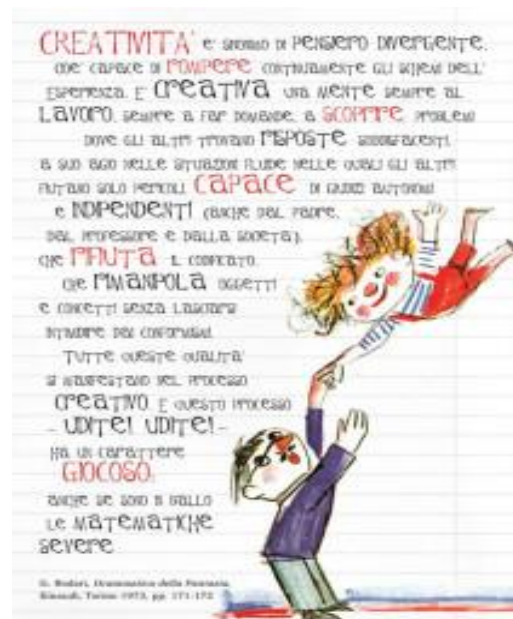 CREATIVITA' E' SINONIMO DI PENSIERO DIVERGENTE,
CIOE' CAPACE DI ROMPERE CONTINUAMENTE GLI SCHEMI DELL'
ESPERIENZA. E' CREATIVA UNA MENTE SEMPRE AL
LAVORO, SEMPRE A FAR DOMANDE, A SCOPRIRE PROBLEMI
DOVE GLI ALTRI TROVANO RISPOSTE SODDISFACENTI,
A SUO AGIO NELLE SITUAZIONI FLUIDE NELLE QUALI GLI ALTRI
FIUTANO SOLO PERICOLI, CAPACE DI GIUDIZI AUTONOMI
E INDIPENDENTI (ANCHE DAL PADRE,
DAL PROFESSORE E DALLA SOCIETA'),
CHE RIFIUTA IL CODIFICATO,
CHE RIMANIPOLA OGGETTI
E CONCETTI SENZA LASCIARSI
INTIMIDIRE DAI CONFORMISMI.
TUTTE QUESTE QUALITA'
SI MANIFESTANO NEL PROCESSO
CREATIVO. E QUESTO PROCESSO
- UDITE! UDITE! -
HA UN CARATTERE
GIOCOSO:
ANCHE SE SONO IN BALLO
LE MATEMATICHE
SEVERE
G. Rodari, Grammatica della Fantasia,
Einaudi, Torino 1973, pp. 171-172